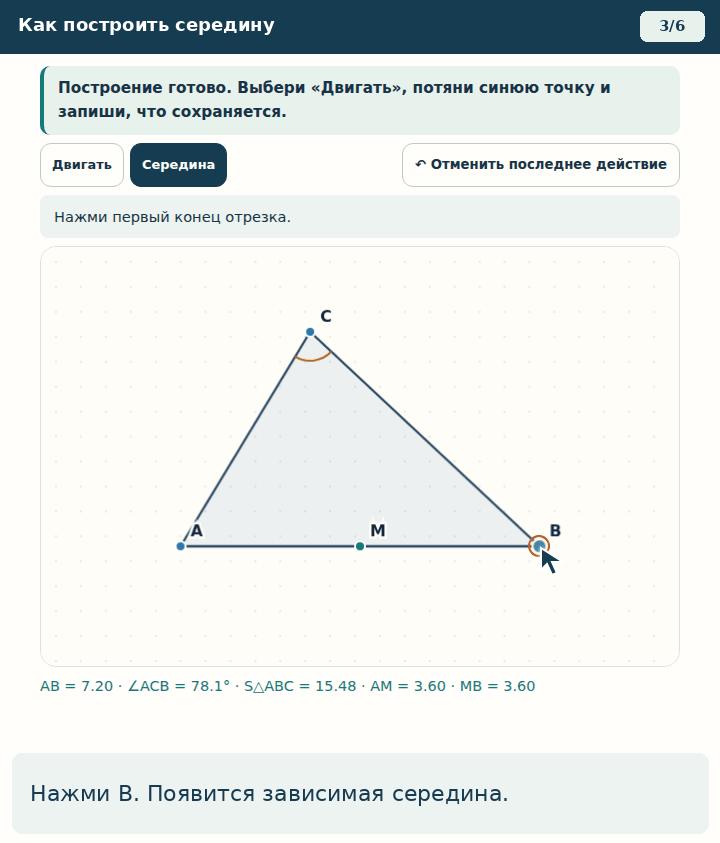 Как построить середину
3/6
Построение готово. Выбери «Двигать», потяни синюю точку и
запиши, что сохраняется.
Двигать
Середина
↶ Отменить последнее действие
Нажми первый конец отрезка.
C
A
M
B
AB = 7.20 · ∠ACB = 78.1° · S△ABC = 15.48 · AM = 3.60 · MB = 3.60
Нажми B. Появится зависимая середина.